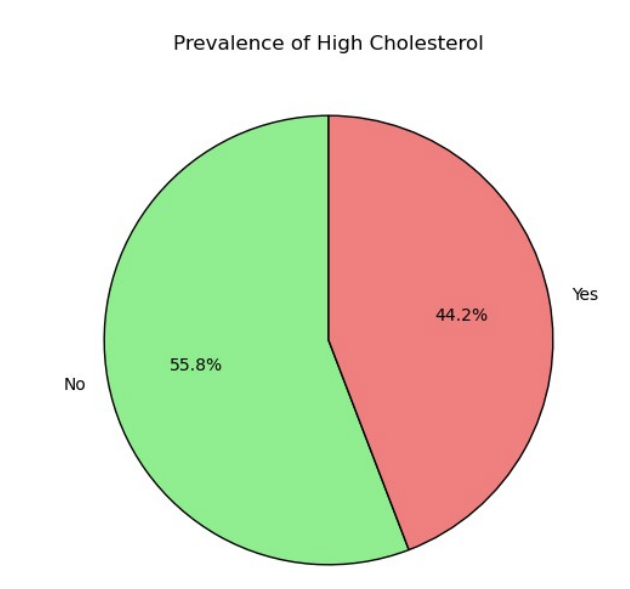 Prevalence of High Cholesterol
Yes
44.2%
55.8%
No